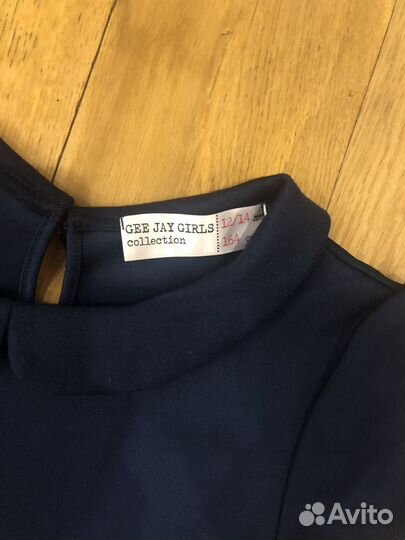 GEE JAY GIRLS
collection
12/14
164
Avito